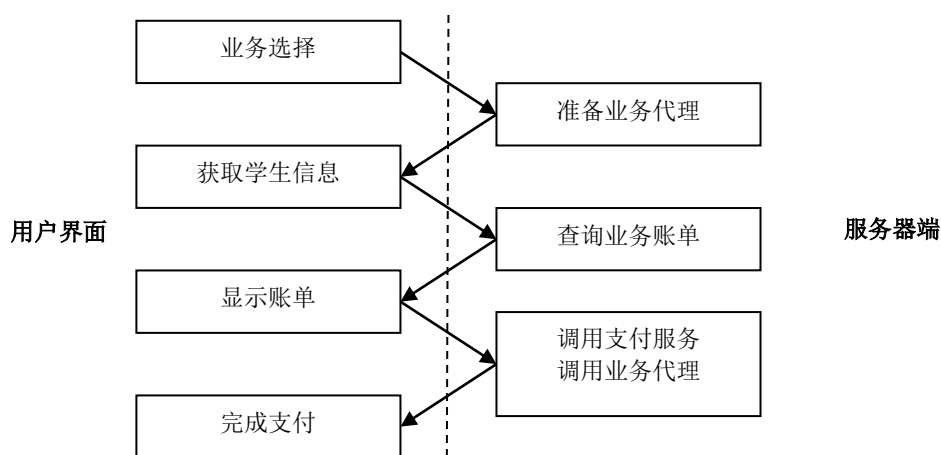 业务选择
准备业务代理
获取学生信息
用户界面
查询业务账单
服务器端
显示账单
调用支付服务
调用业务代理
完成支付